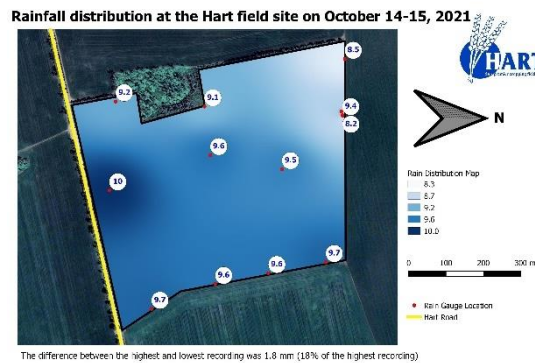 Rainfall distribution at the Hart field site on October 14-15, 2021
HART
8.5
9.2
9.1
9.4
8.2
N
9.6
9.5
10
Rain Distribution Map
8.3
8.7
9.2
9.6
10.0
9.7
9.6
9.6
9.7
0 100 200 300 m
Rain Gauge Location
Hart Road
The difference between the highest and lowest recording was 1.8 mm (18% of the highest recording)